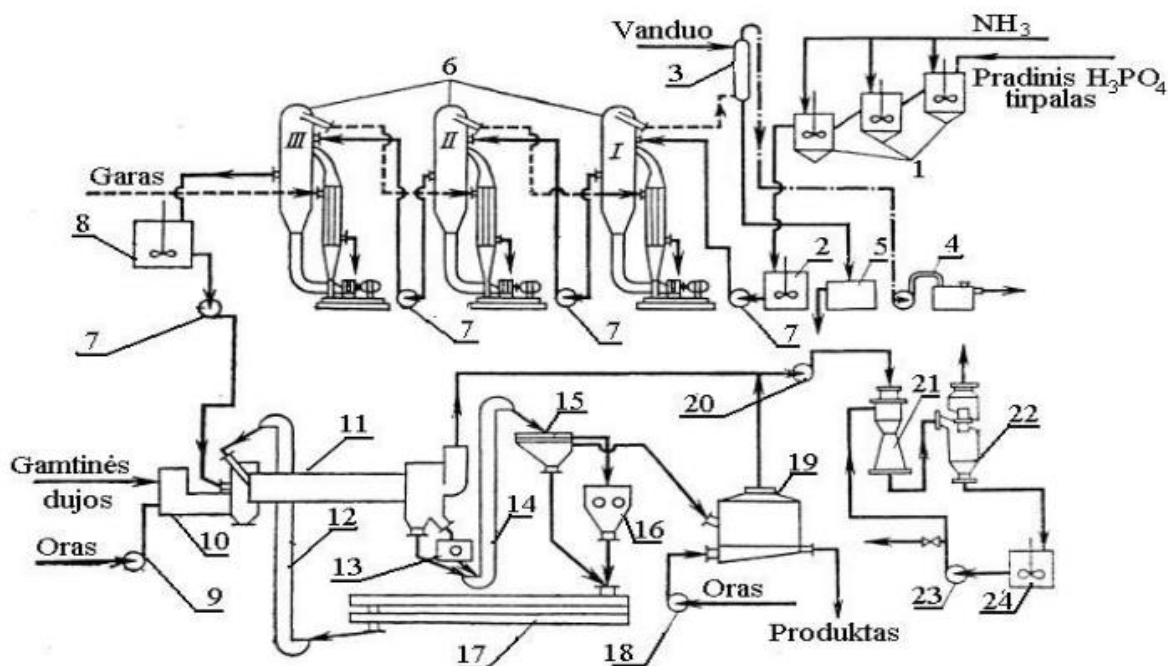 NH3
Vanduo
Pradinis H3PO4
tirpalas
3
6
1
III
II
I
Garas
8
2
5
4
7
7
7
7
20
21
22
15
11
19
Gamtinės
dujos
14
16
12
10
13
Oras
Oras
9
17
18
Produktas
23
24